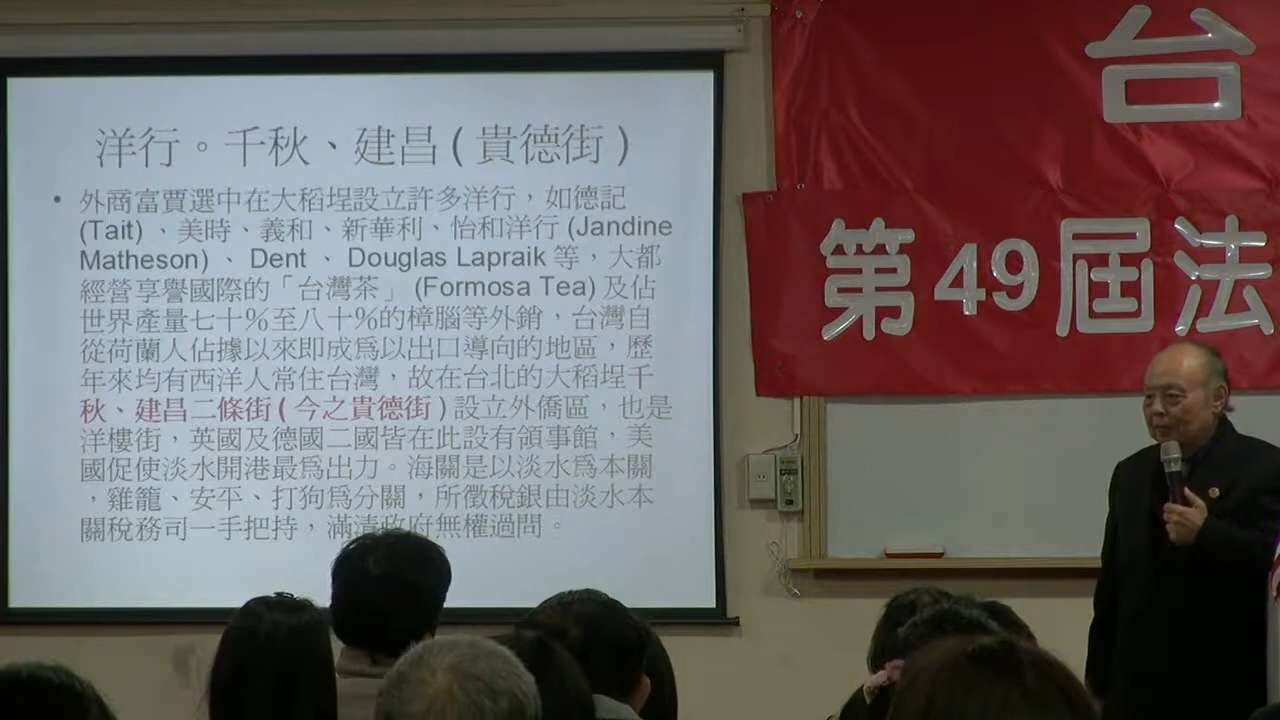 洋行。千秋、建昌 ( 貴德街 )
• 外商富賈選中在大稻埕設立許多洋行，如德記
(Tait) 、美時、義和、新華利、怡和洋行 (Jandine
Matheson) 、 Dent 、 Douglas Lapraik 等，大都
經營享譽國際的「台灣茶」 (Formosa Tea) 及佔
世界產量七十％至八十％的樟腦等外銷，台灣自
從荷蘭人佔據以來即成為以出口導向的地區，歷
年來均有西洋人常住台灣，故在台北的大稻埕千
秋、建昌二條街 ( 今之貴德街 ) 設立外僑區，也是
洋樓街，英國及德國二國皆在此設有領事館，美
國促使淡水開港最為出力。海關是以淡水為本關
，雞籠、安平、打狗為分關，所徵稅銀由淡水本
關稅務司一手把持，滿清政府無權過問。
台
第49屆法